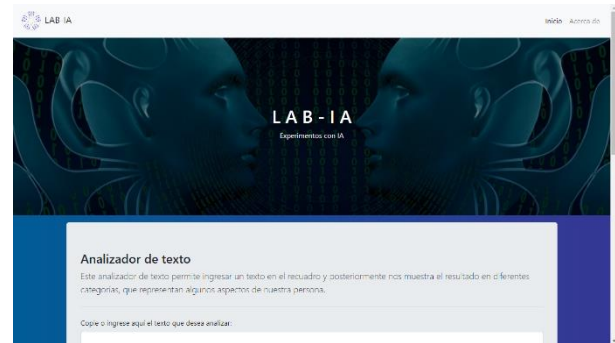 LAB-IA
Inicio Acerca de
LAB-IA
Experimentos con IA
Analizador de texto
Este analizador de texto permite ingresar un texto en el recuadro y posteriormente nos muestra el resultado en diferentes
categorías, que representan algunos aspectos de nuestra persona.
Copie o ingrese aquí el texto que desea analizar: